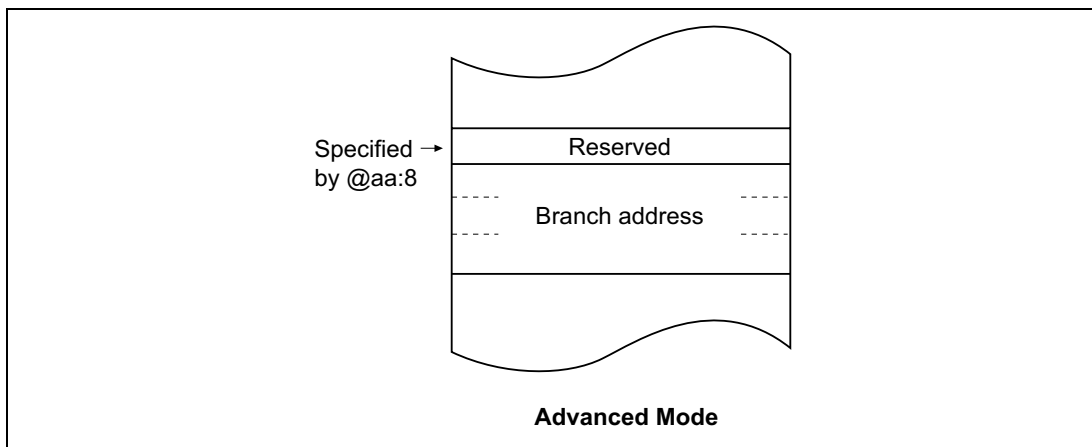 Reserved
Specified
by @aa:8
Branch address
Advanced Mode